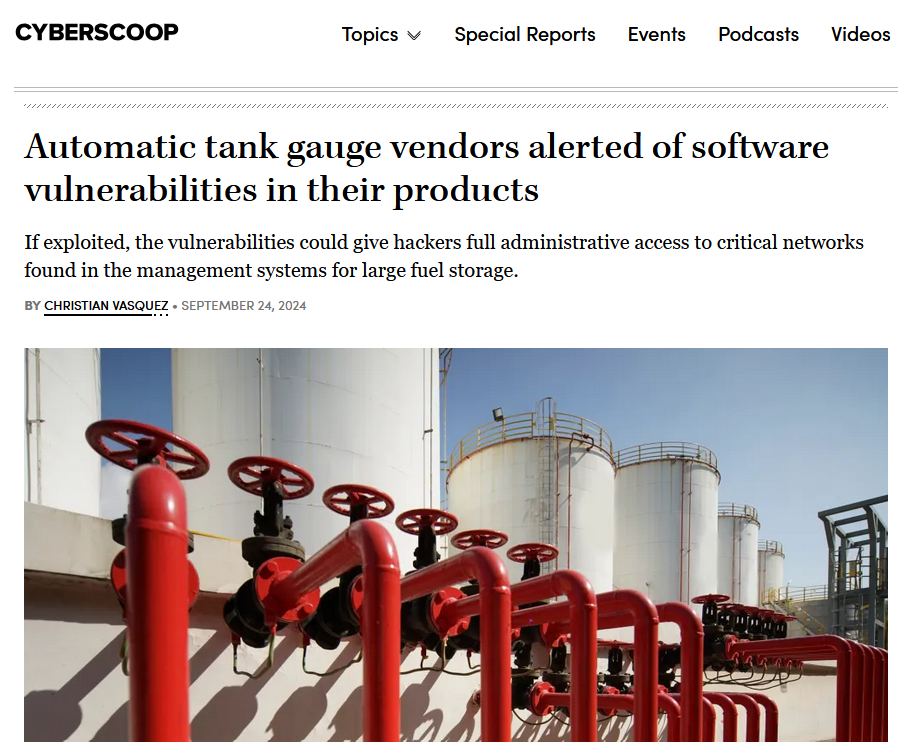 CYBERSCOOP
Topics
Special Reports
Events
Podcasts
Videos
Automatic tank gauge vendors alerted of software
vulnerabilities in their products
If exploited, the vulnerabilities could give hackers full administrative access to critical networks
found in the management systems for large fuel storage.
BY CHRISTIAN VASQUEZ • SEPTEMBER 24, 2024